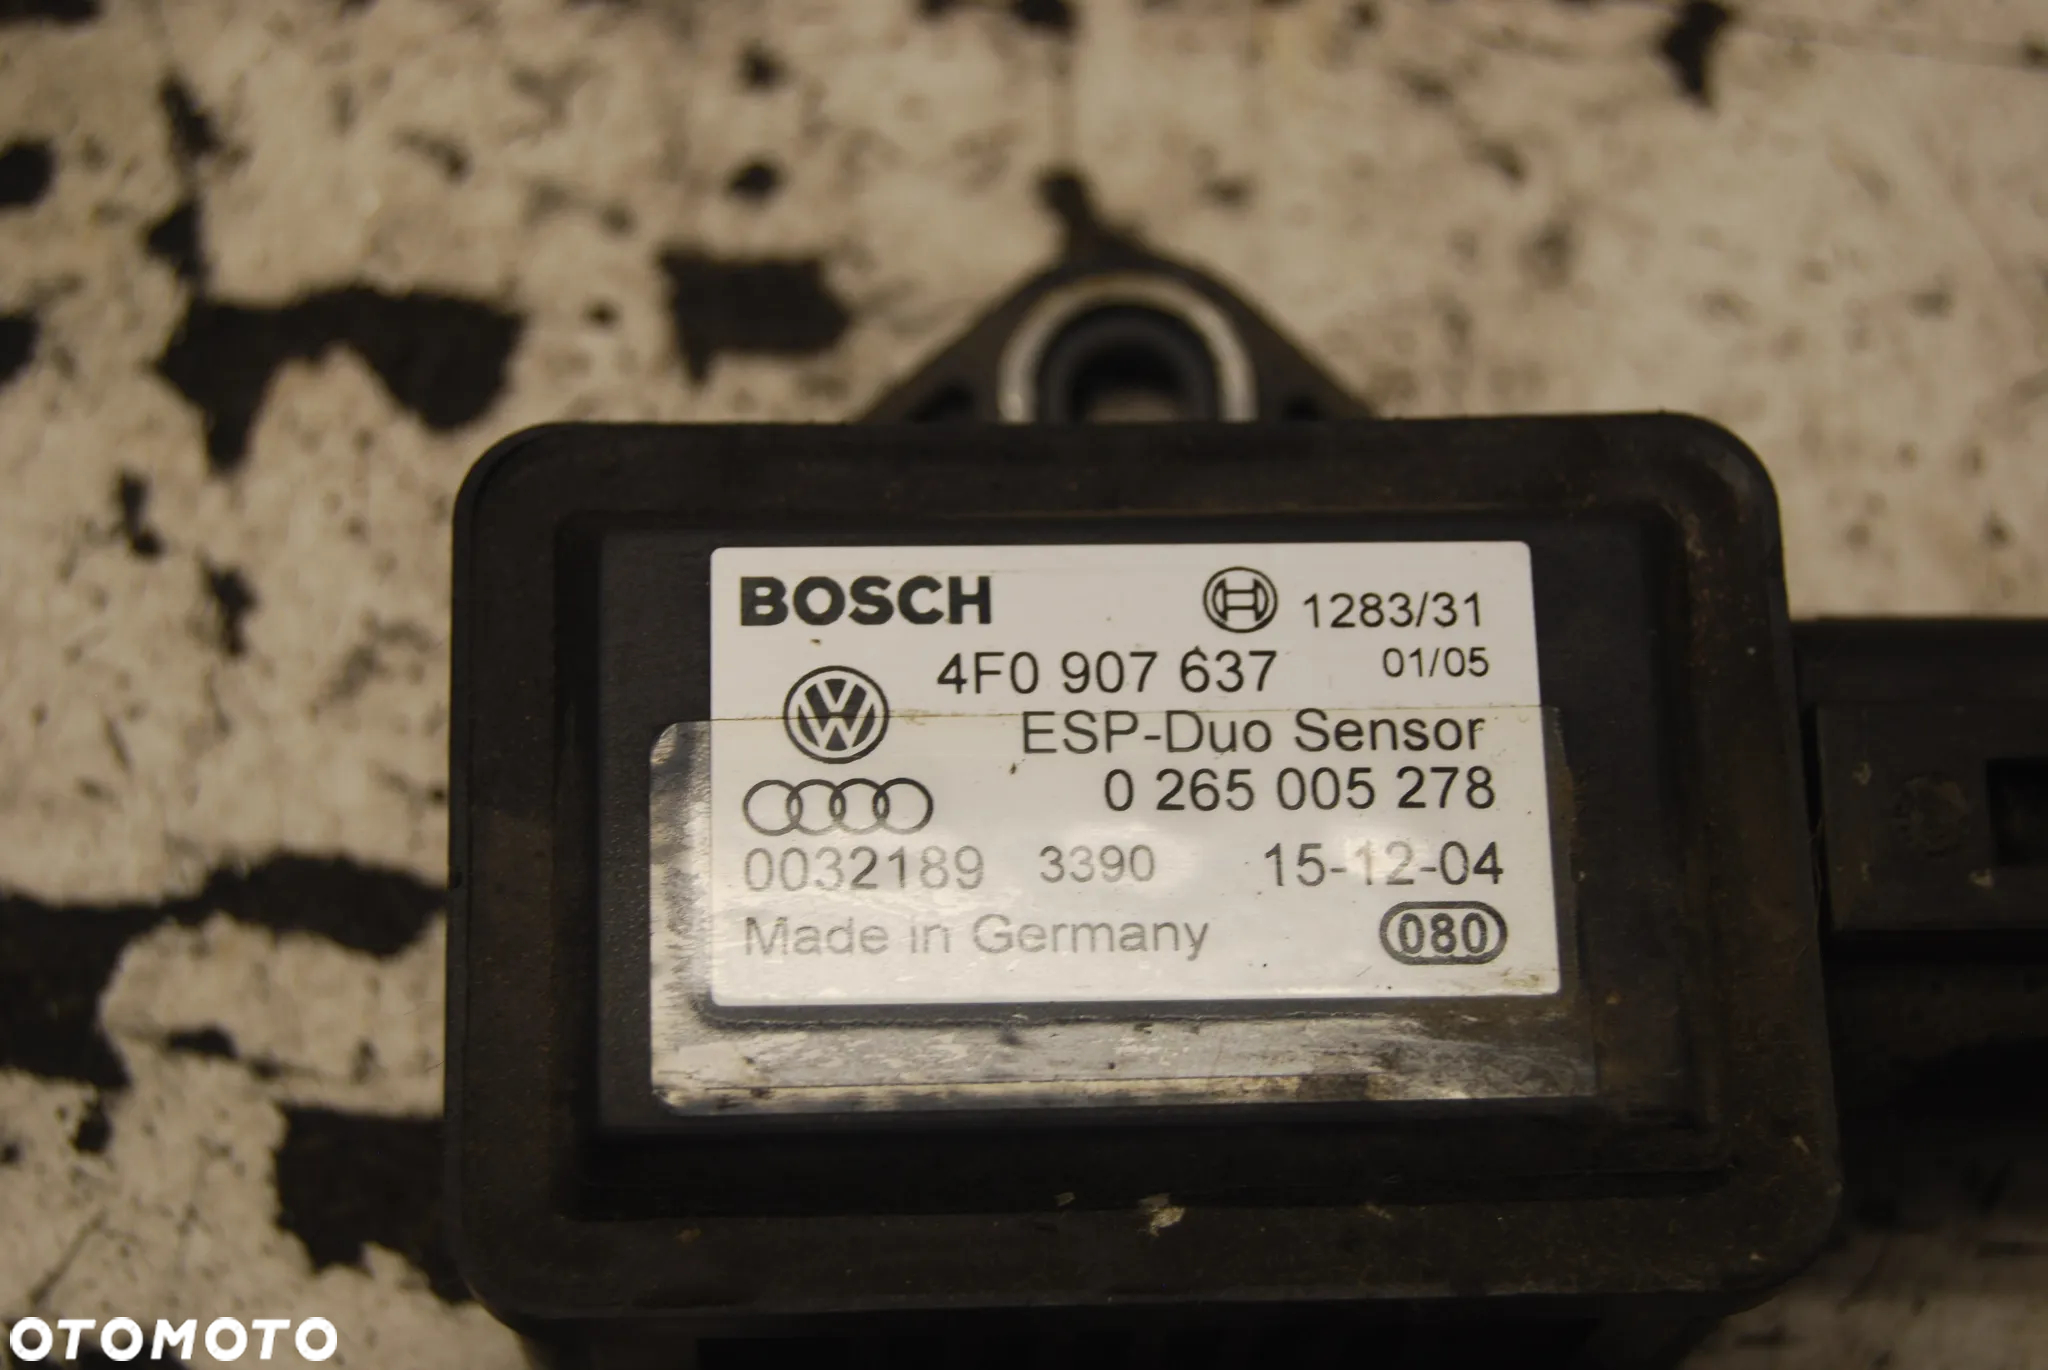 BOSCH
1283/31
4F0 907 637
01/05
ESP-Duo Sensor
0 265 005 278
0032189 3390 15-12-04
Made in Germany
080
OTOMOTO